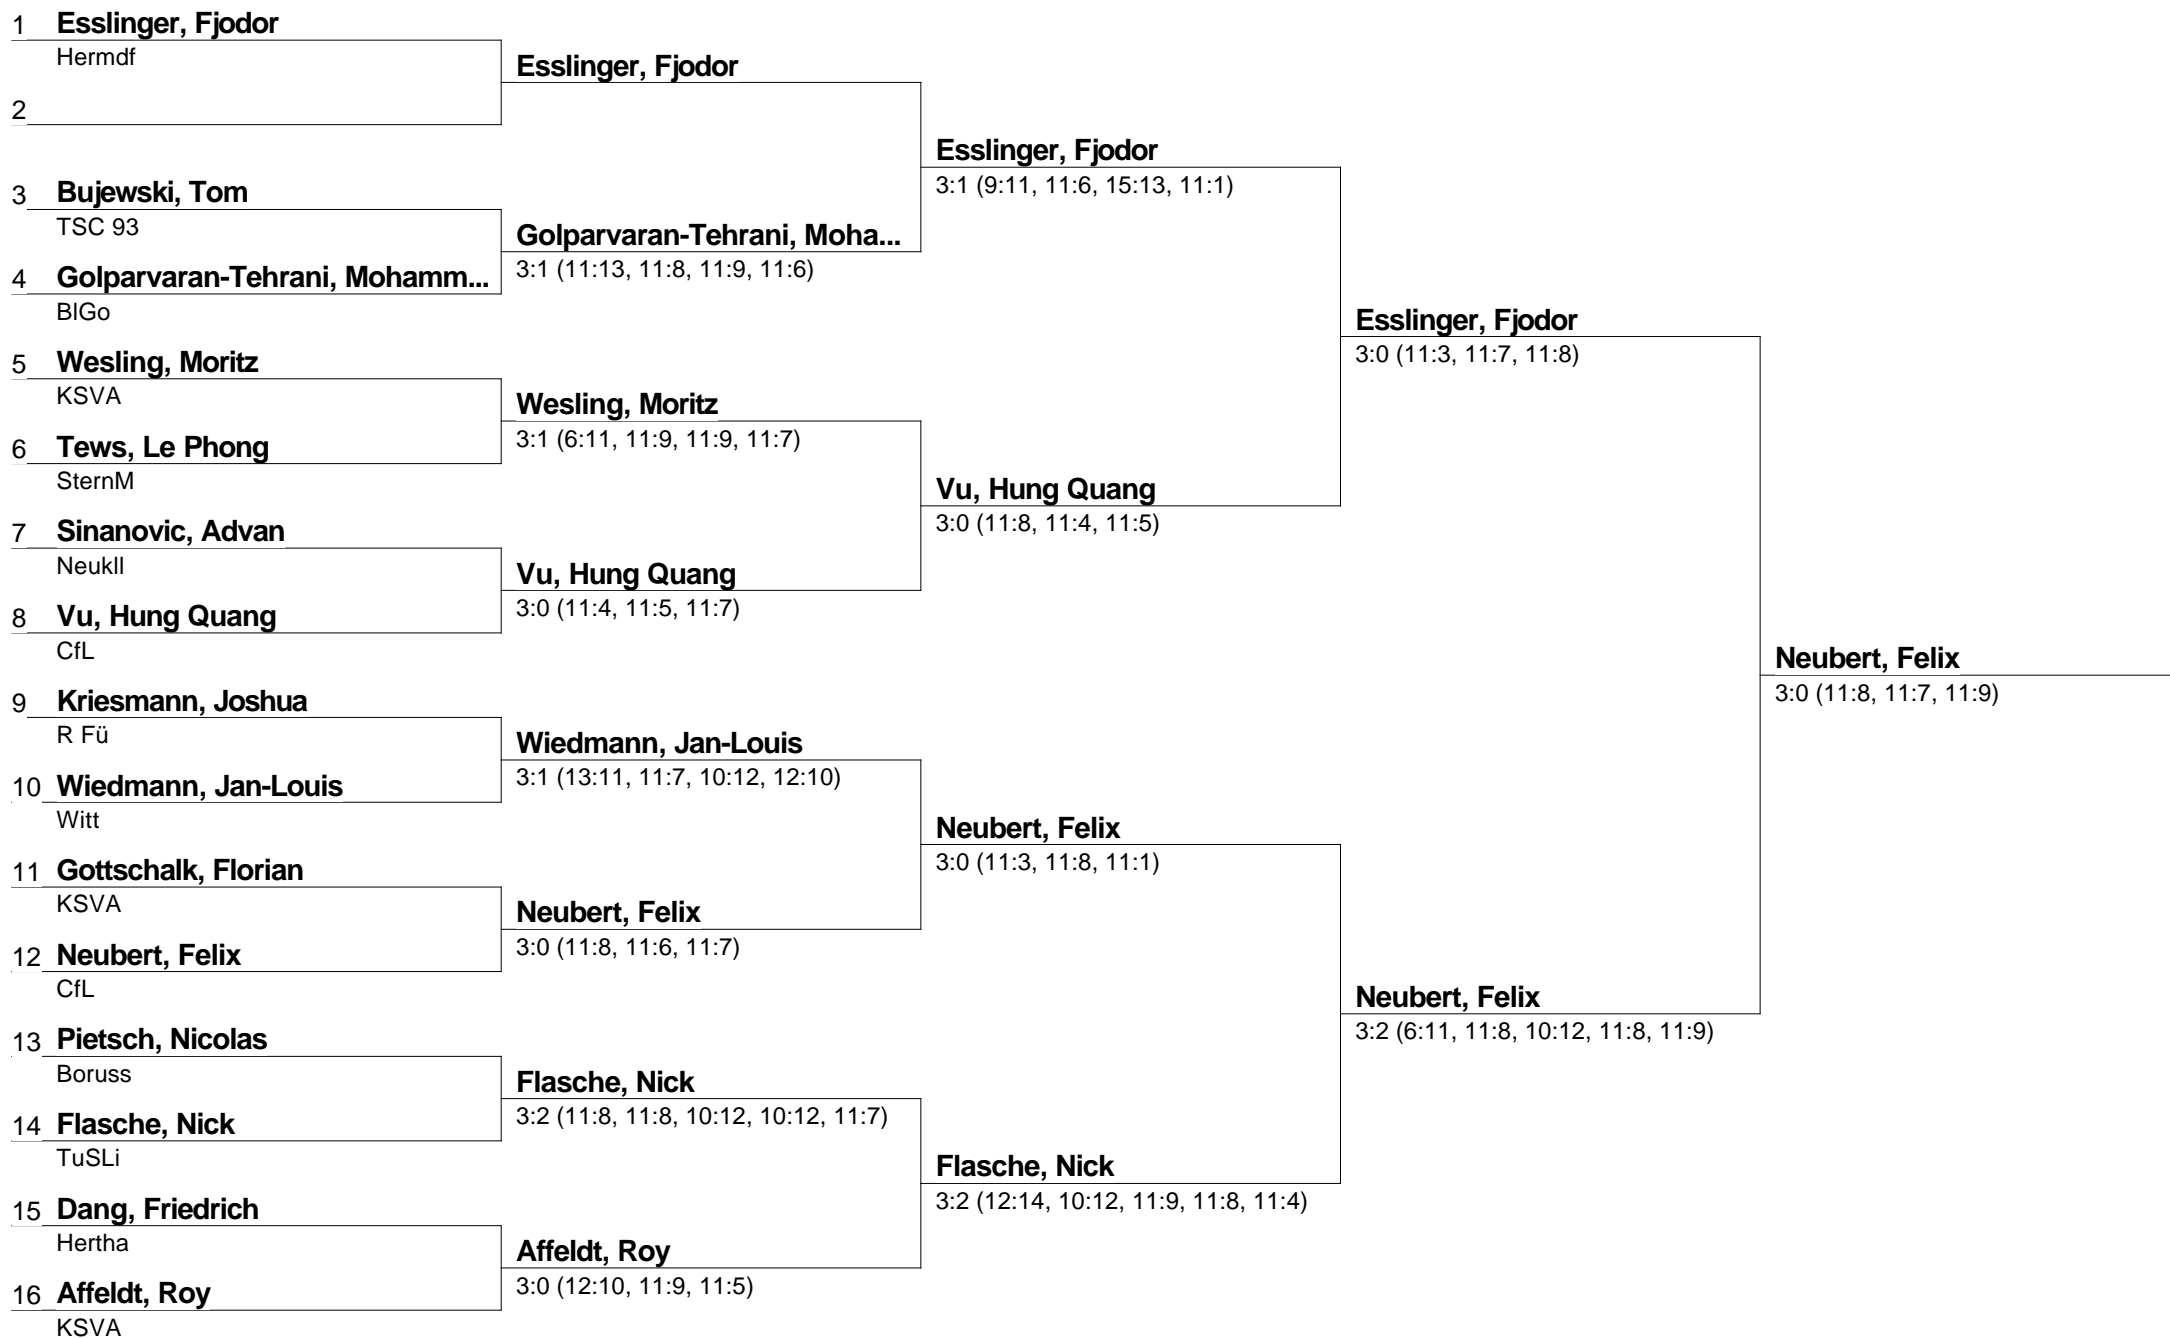 1 Esslinger, Fjodor
Hermdf
Esslinger, Fjodor
2
Esslinger, Fjodor
3:1 (9:11, 11:6, 15:13, 11:1)
3 Bujewski, Tom
TSC 93
Golparvaran-Tehrani, Moha...
3:1 (11:13, 11:8, 11:9, 11:6)
4 Golparvaran-Tehrani, Mohamm...
BlGo
Esslinger, Fjodor
3:0 (11:3, 11:7, 11:8)
5 Wesling, Moritz
KSVA
Wesling, Moritz
3:1 (6:11, 11:9, 11:9, 11:7)
6 Tews, Le Phong
SternM
Vu, Hung Quang
3:0 (11:8, 11:4, 11:5)
7 Sinanovic, Advan
Neukll
Vu, Hung Quang
3:0 (11:4, 11:5, 11:7)
8 Vu, Hung Quang
CfL
Neubert, Felix
3:0 (11:8, 11:7, 11:9)
9 Kriesmann, Joshua
R Fü
Wiedmann, Jan-Louis
3:1 (13:11, 11:7, 10:12, 12:10)
10 Wiedmann, Jan-Louis
Witt
Neubert, Felix
3:0 (11:3, 11:8, 11:1)
11 Gottschalk, Florian
KSVA
Neubert, Felix
3:0 (11:8, 11:6, 11:7)
12 Neubert, Felix
CfL
Neubert, Felix
3:2 (6:11, 11:8, 10:12, 11:8, 11:9)
13 Pietsch, Nicolas
Boruss
Flasche, Nick
3:2 (11:8, 11:8, 10:12, 10:12, 11:7)
14 Flasche, Nick
TuSLi
Flasche, Nick
3:2 (12:14, 10:12, 11:9, 11:8, 11:4)
15 Dang, Friedrich
Hertha
Affeldt, Roy
3:0 (12:10, 11:9, 11:5)
16 Affeldt, Roy
KSVA